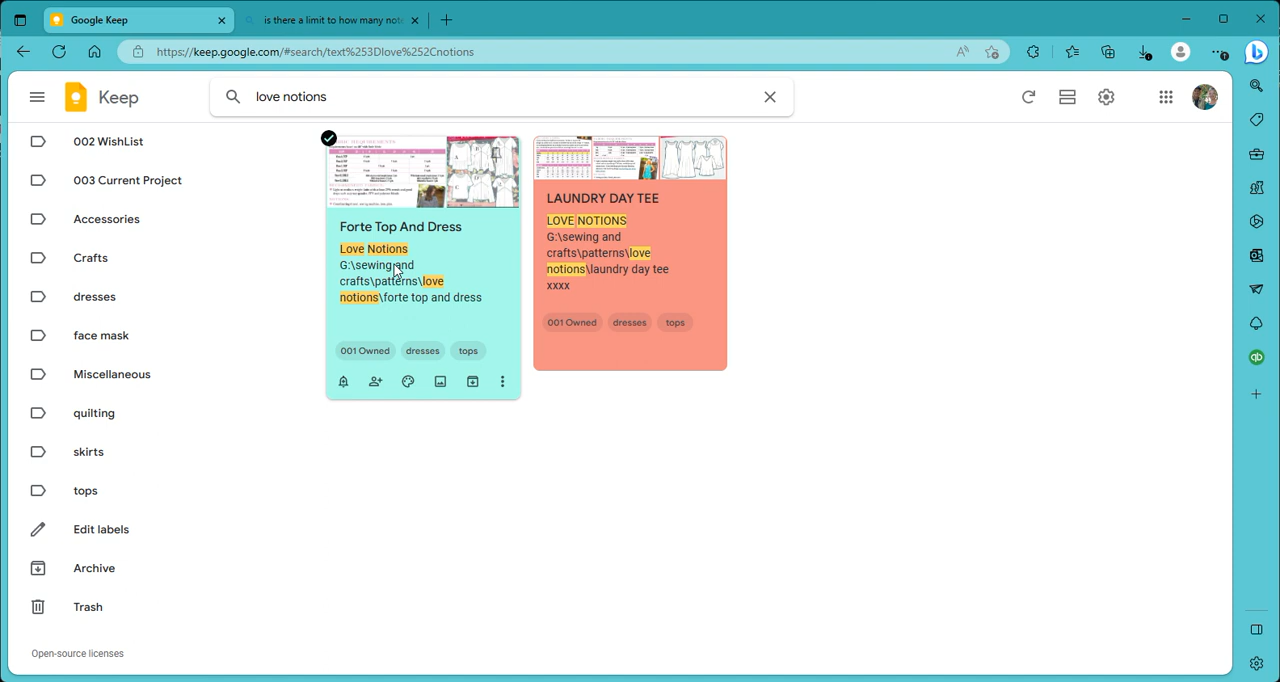 Google Keep
is there a limit to how many note
https://keep.google.com/#search/text%253Dlove%252Cnotions
Keep
love notions
002 WishList
003 Current Project
Accessories
Crafts
dresses
face mask
Miscellaneous
quilting
skirts
tops
Edit labels
Archive
Trash
Open-source licenses
Forte Top And Dress
Love Notions
G:\sewing and
crafts\patterns\love
notions\forte top and dress
001 Owned
dresses
tops
LAUNDRY DAY TEE
LOVE NOTIONS
G:\sewing and
crafts\patterns\love
notions\laundry day tee
xxxx
001 Owned
dresses
tops